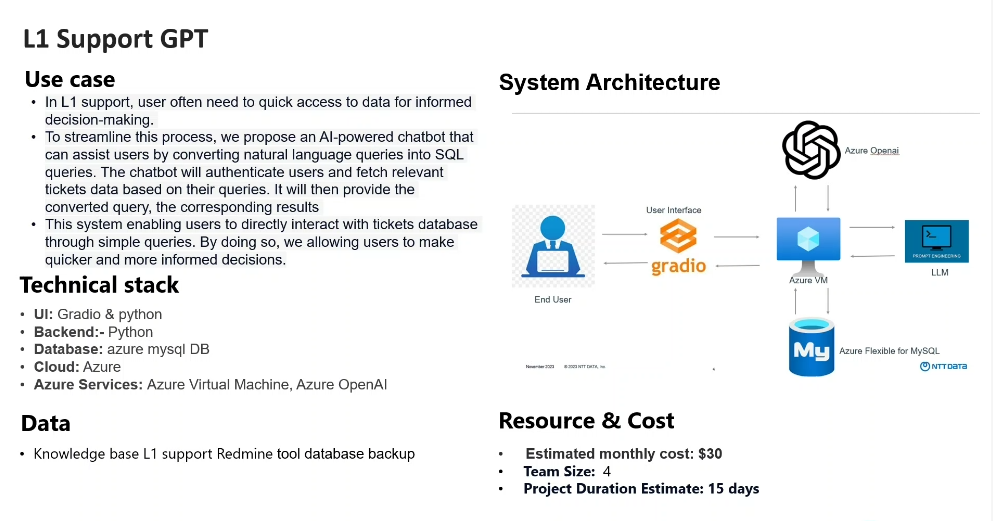 L1 Support GPT
Use case
• In L1 support, user often need to quick access to data for informed
decision-making.
• To streamline this process, we propose an AI-powered chatbot that
can assist users by converting natural language queries into SQL
queries. The chatbot will authenticate users and fetch relevant
tickets data based on their queries. It will then provide the
converted query, the corresponding results
• This system enabling users to directly interact with tickets database
through simple queries. By doing so, we allowing users to make
quicker and more informed decisions.
Technical stack
• UI: Gradio & python
• Backend:- Python
• Database: azure mysql DB
• Cloud: Azure
• Azure Services: Azure Virtual Machine, Azure OpenAI
Data
• Knowledge base L1 support Redmine tool database backup
System Architecture
Azure Openai
User Interface
gradio
End User
Azure VM
PROMPT ENGINEERING
LLM
My
Azure Flexible for MySQL
November 2023 © 2023 NTT DATA, Inc
NTT DATA
Resource & Cost
• Estimated monthly cost: $30
• Team Size: 4
• Project Duration Estimate: 15 days